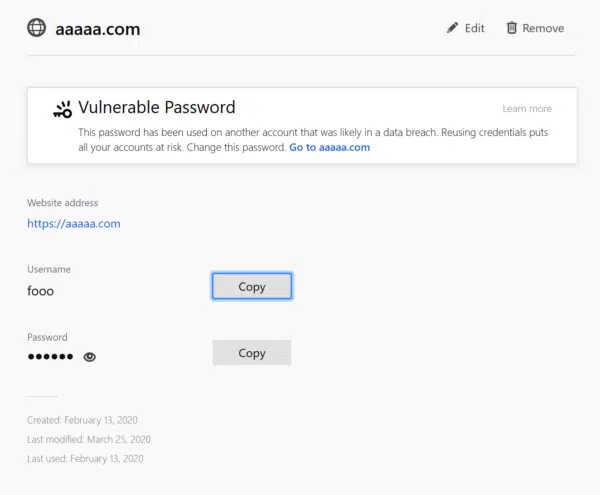 aaaaa.com
Edit
Remove
Vulnerable Password
Learn more
This password has been used on another account that was likely in a data breach. Reusing credentials puts
all your accounts at risk. Change this password. Go to aaaaa.com
Website address
https://aaaaa.com
Username
fooo
Copy
Password
●●●●●●
Copy
Created: February 13, 2020
Last modified: March 25, 2020
Last used: February 13, 2020